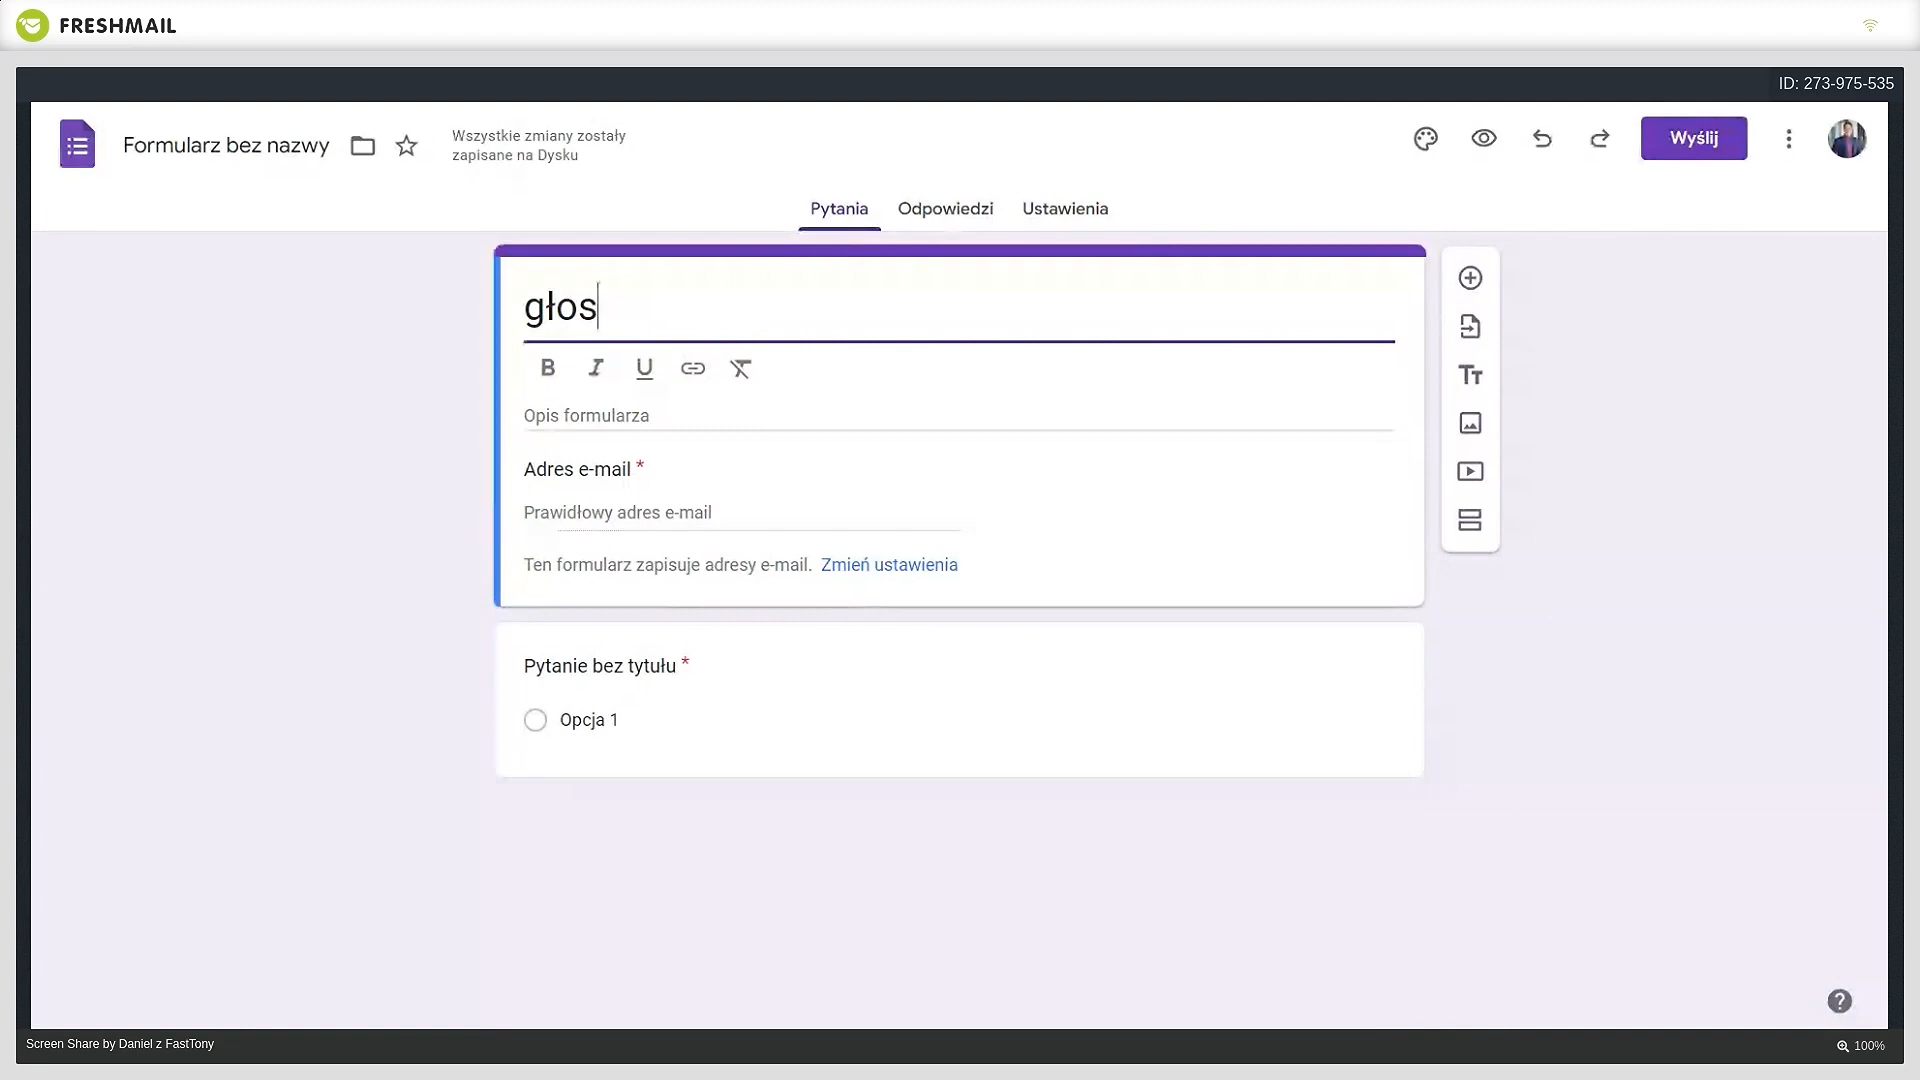 FRESHMAIL
ID: 273-975-535
Formularz bez nazwy
Wszystkie zmiany zostały
zapisane na Dysku
Wyślij
Pytania Odpowiedzi Ustawienia
głos
B I U
Opis formularza
Adres e-mail *
Prawidłowy adres e-mail
Ten formularz zapisuje adresy e-mail. Zmień ustawienia
Pytanie bez tytułu *
Opcja 1
Screen Share by Daniel z FastTony
100%